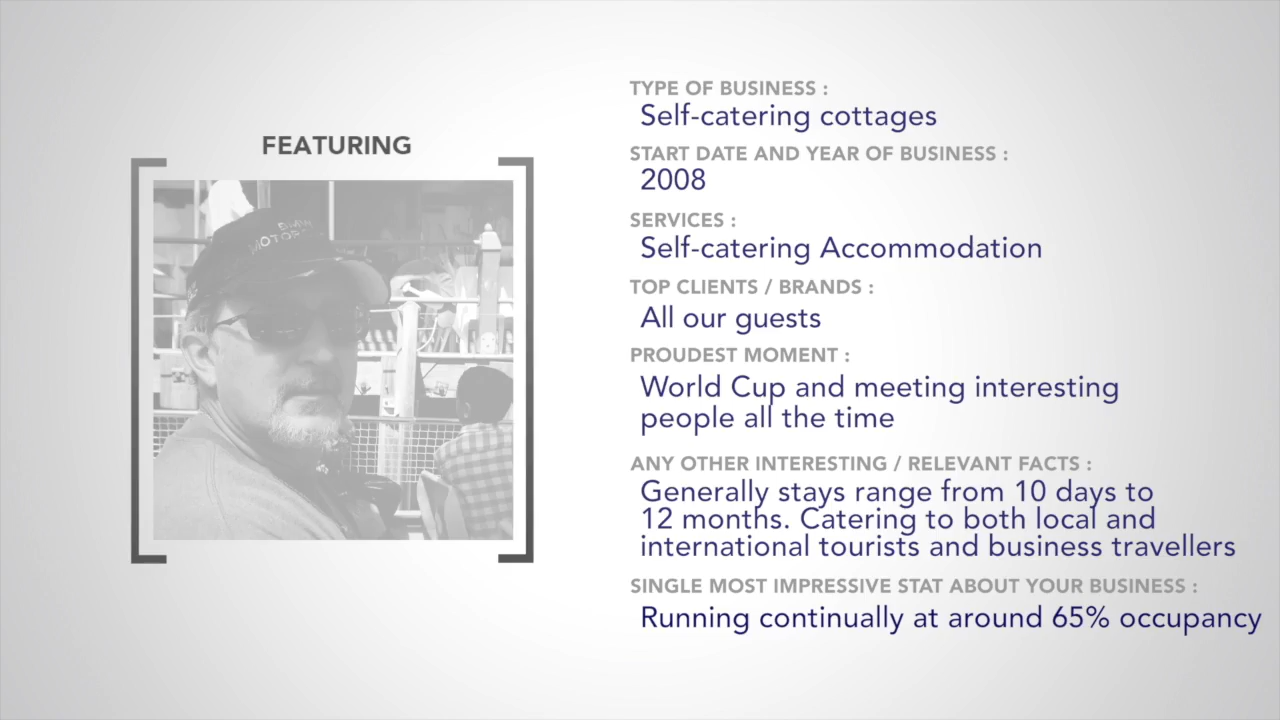 FEATURING
TYPE OF BUSINESS :
Self-catering cottages
START DATE AND YEAR OF BUSINESS :
2008
SERVICES :
Self-catering Accommodation
TOP CLIENTS / BRANDS :
All our guests
PROUDEST MOMENT :
World Cup and meeting interesting
people all the time
ANY OTHER INTERESTING / RELEVANT FACTS :
Generally stays range from 10 days to
12 months. Catering to both local and
international tourists and business travellers
SINGLE MOST IMPRESSIVE STAT ABOUT YOUR BUSINESS :
Running continually at around 65% occupancy